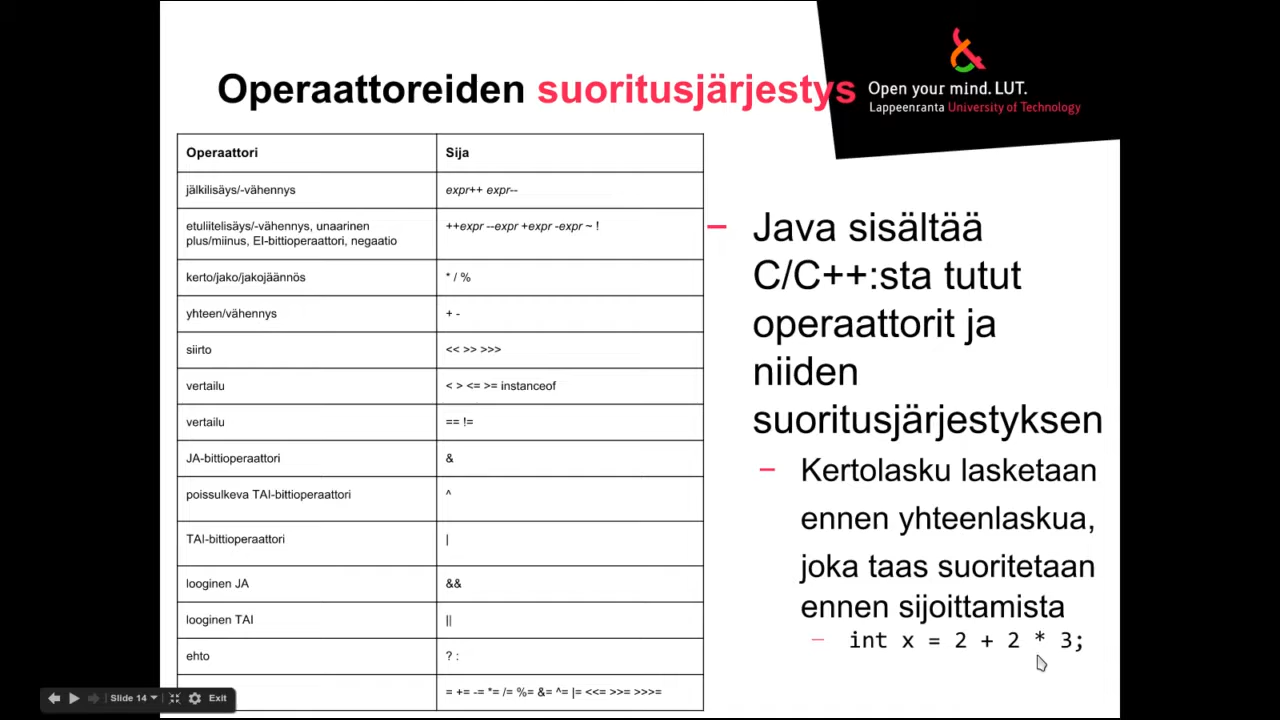 Operaattoreiden suoritusjärjestys
Open your mind. LUT.
Lappeenranta University of Technology
Operaattori Sija
jälkilisäys/-vähennys expr++ expr--
etuliitelisäys/-vähennys, unaarinen
plus/miinus, EI-bittioperaattori, negaatio ++expr --expr +expr -expr ~ !
kerto/jako/jakojäännös * / %
yhteen/vähennys + -
siirto << >> >>>
vertailu < > <= >= instanceof
vertailu == !=
JA-bittioperaattori &
poissulkeva TAI-bittioperaattori ^
TAI-bittioperaattori |
looginen JA &&
looginen TAI ||
ehto ? :
= += -= *= /= %= &= ^= |= <<= >>= >>>=
– Java sisältää
C/C++:sta tutut
operaattorit ja
niiden
suoritusjärjestyksen
– Kertolasku lasketaan
ennen yhteenlaskua,
joka taas suoritetaan
ennen sijoittamista
– int x = 2 + 2 * 3;
Slide 14 Exit